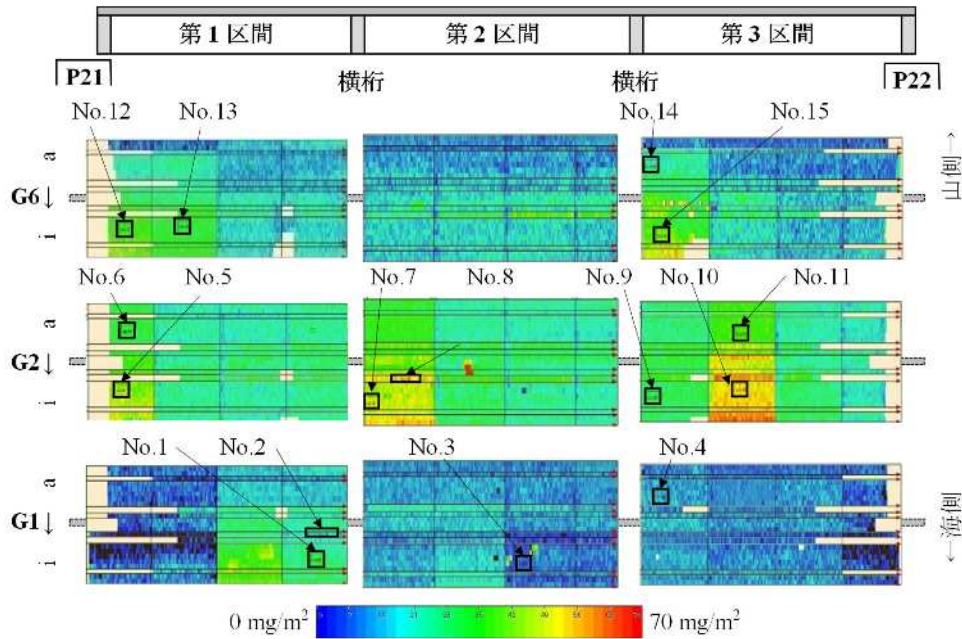 第1区間 第2区間 第3区間
P21 横桁 横桁 P22
No.12 No.13 No.14 No.15
a
G6↓
i
山側→
No.6 No.5 No.7 No.8 No.9 No.10 No.11
a
G2↓
i
No.1 No.2 No.3 No.4
a
G1↓
i
←海側
0 mg/m² 70 mg/m²